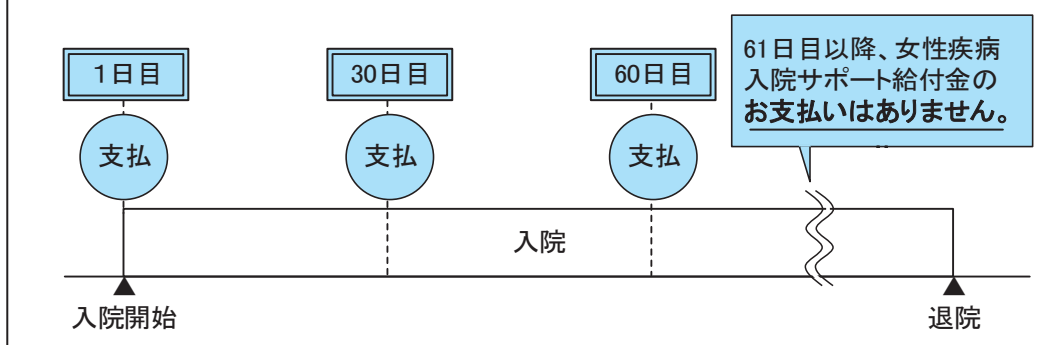 1日目
30日目
60日目
61日目以降、女性疾病
入院サポート給付金の
お支払いはありません。
支払
支払
支払
入院
入院開始
退院